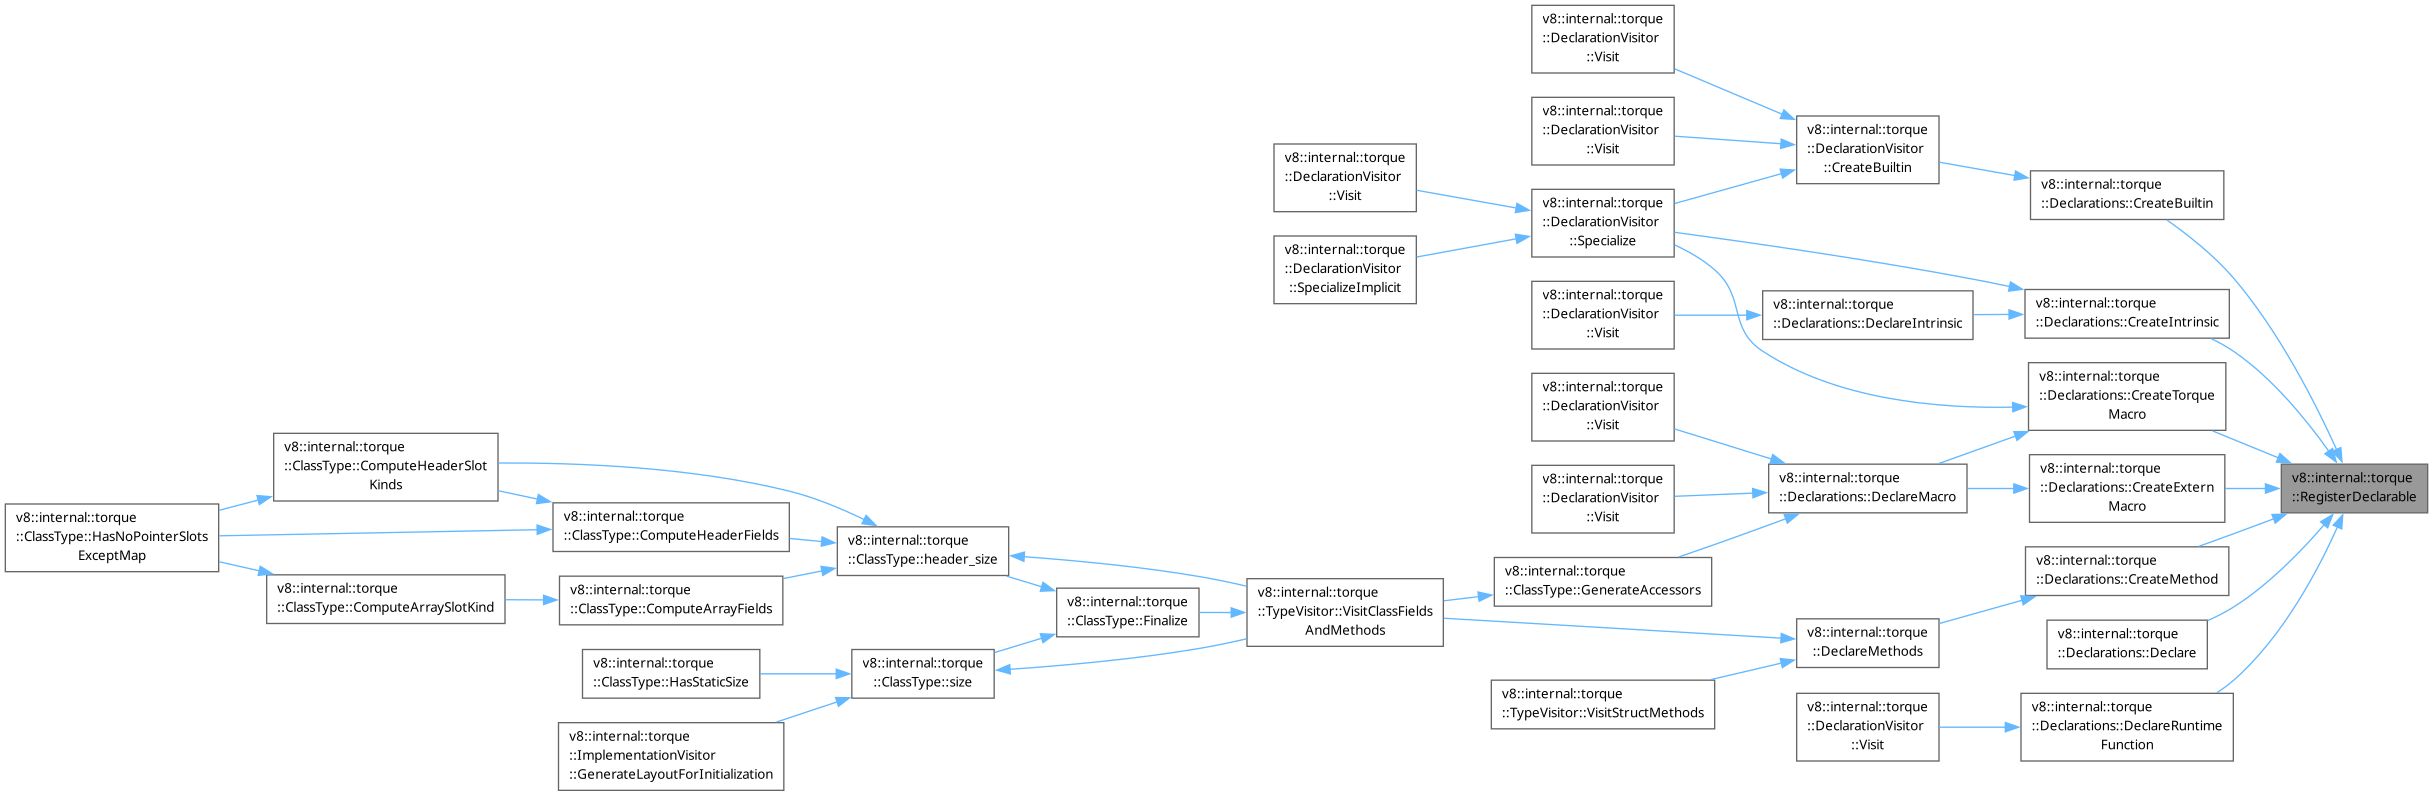 v8::internal::torque
::DeclarationVisitor
::Visit
v8::internal::torque
::DeclarationVisitor
::Visit
v8::internal::torque
::DeclarationVisitor
::CreateBuiltin
v8::internal::torque
::DeclarationVisitor
::Visit
v8::internal::torque
::Declarations::CreateBuiltin
v8::internal::torque
::DeclarationVisitor
::Specialize
v8::internal::torque
::DeclarationVisitor
::SpecializeImplicit
v8::internal::torque
::DeclarationVisitor
::Visit
v8::internal::torque
::Declarations::DeclareIntrinsic
v8::internal::torque
::Declarations::CreateIntrinsic
v8::internal::torque
::DeclarationVisitor
::Visit
v8::internal::torque
::Declarations::CreateTorque
Macro
v8::internal::torque
::ClassType::ComputeHeaderSlot
Kinds
v8::internal::torque
::DeclarationVisitor
::Visit
v8::internal::torque
::Declarations::DeclareMacro
v8::internal::torque
::Declarations::CreateExtern
Macro
v8::internal::torque
::RegisterDeclarable
v8::internal::torque
::ClassType::HasNoPointerSlots
ExceptMap
v8::internal::torque
::ClassType::ComputeHeaderFields
v8::internal::torque
::ClassType::header_size
v8::internal::torque
::ClassType::GenerateAccessors
v8::internal::torque
::Declarations::CreateMethod
v8::internal::torque
::ClassType::ComputeArraySlotKind
v8::internal::torque
::ClassType::ComputeArrayFields
v8::internal::torque
::ClassType::Finalize
v8::internal::torque
::TypeVisitor::VisitClassFields
AndMethods
v8::internal::torque
::DeclareMethods
v8::internal::torque
::Declarations::Declare
v8::internal::torque
::ClassType::HasStaticSize
v8::internal::torque
::ClassType::size
v8::internal::torque
::TypeVisitor::VisitStructMethods
v8::internal::torque
::DeclarationVisitor
::Visit
v8::internal::torque
::Declarations::DeclareRuntime
Function
v8::internal::torque
::ImplementationVisitor
::GenerateLayoutForInitialization